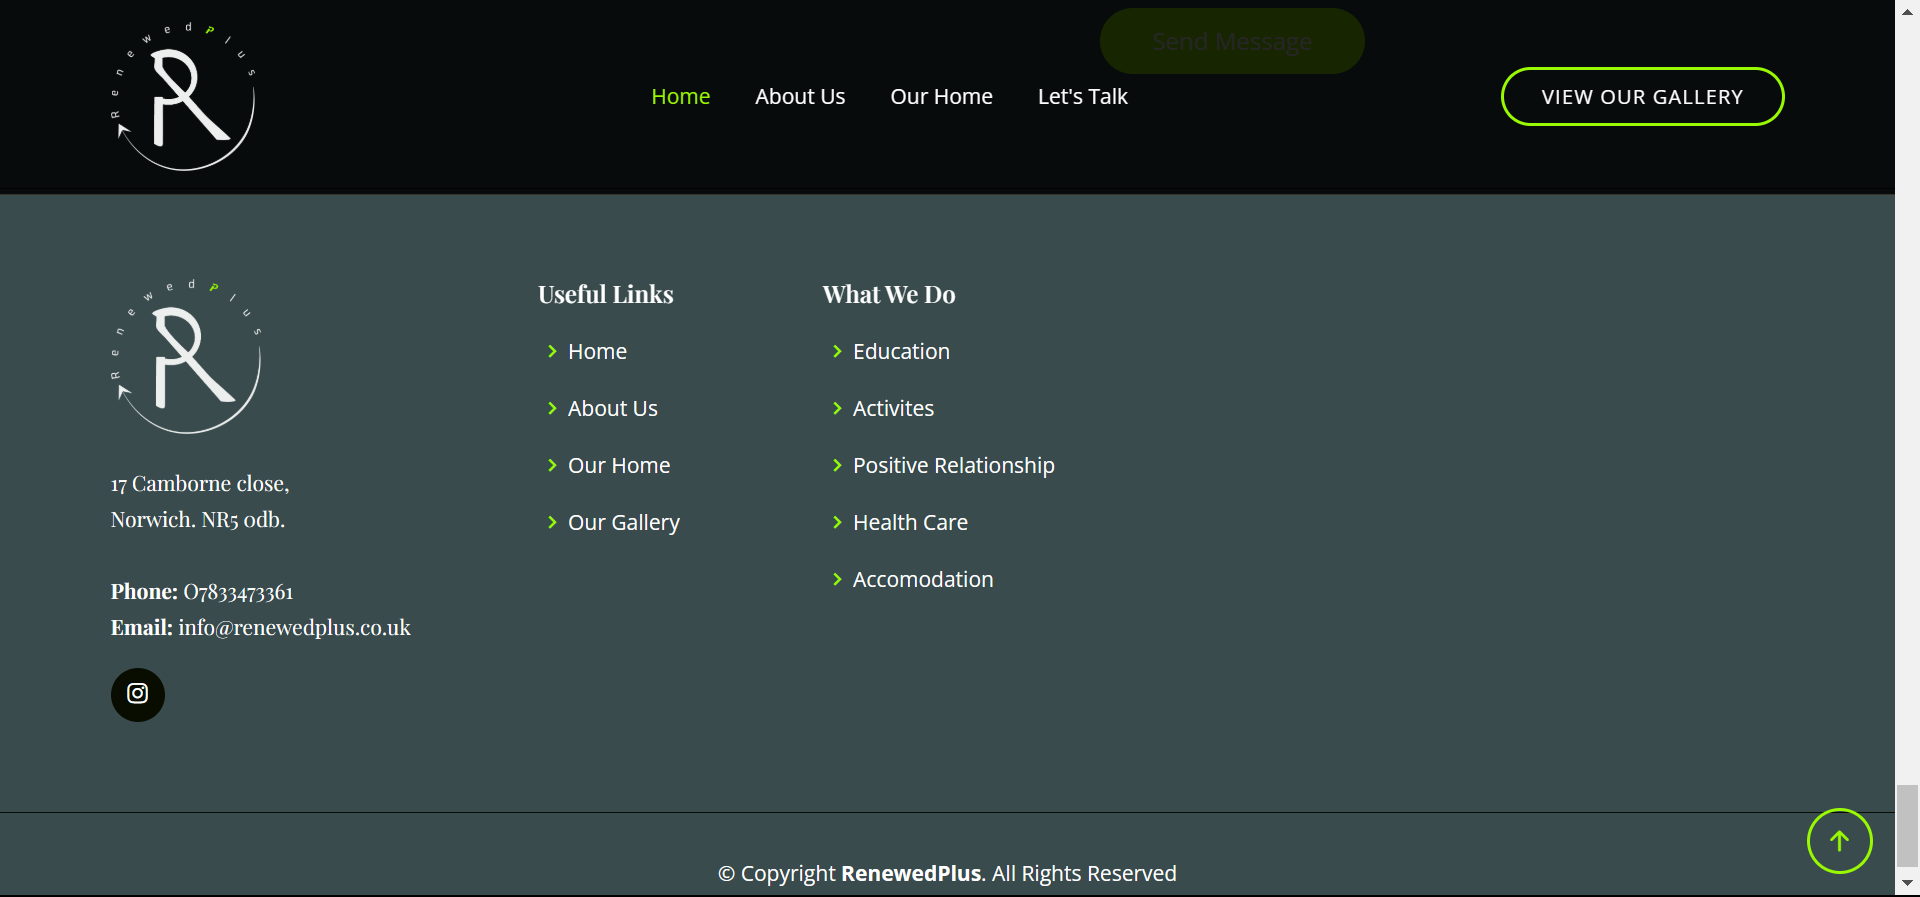 RenewedPlus
R
Send Message
Home About Us Our Home Let's Talk
VIEW OUR GALLERY
RenewedPlus
R
17 Camborne close,
Norwich. NR5 0db.
Phone: O7833473361
Email: info@renewedplus.co.uk
Useful Links
Home
About Us
Our Home
Our Gallery
What We Do
Education
Activites
Positive Relationship
Health Care
Accomodation
© Copyright RenewedPlus. All Rights Reserved